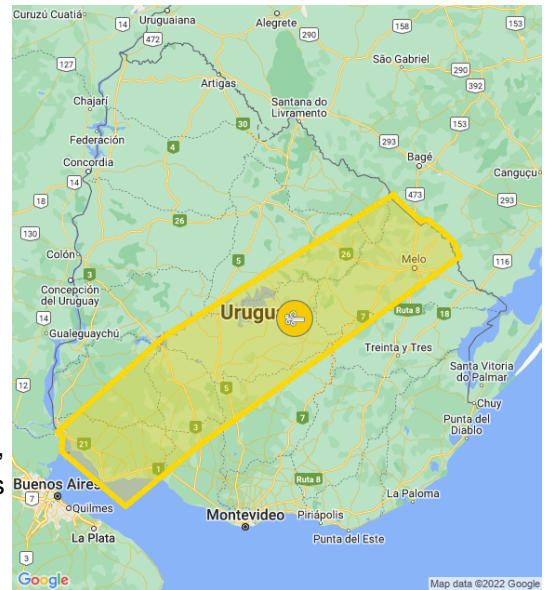 Curuzú Cuatiá
14
Uruguaiana
Alegrete
158
153
472
290
São Gabriel
127
Artigas
290
392
Chajarí
Santana do
Livramento
153
Federación
30
4
293
Concordia
Bagé
14
Canguçu
18
473
293
26
130
Colón
5
26
Melo
116
3
Concepción
del Uruguay
14
Urugu
7
Ruta 8
18
Gualeguaychú
Treinta y Tres
12
5
Santa Vitoria
do Palmar
Chuy
3
7
Punta del
Diablo
21
,
s
Buenos Aires
1
Ruta 8
7
Quilmes
La Paloma
Montevideo
Piriápolis
La Plata
Punta del Este
3
Google
Map data ©2022 Google